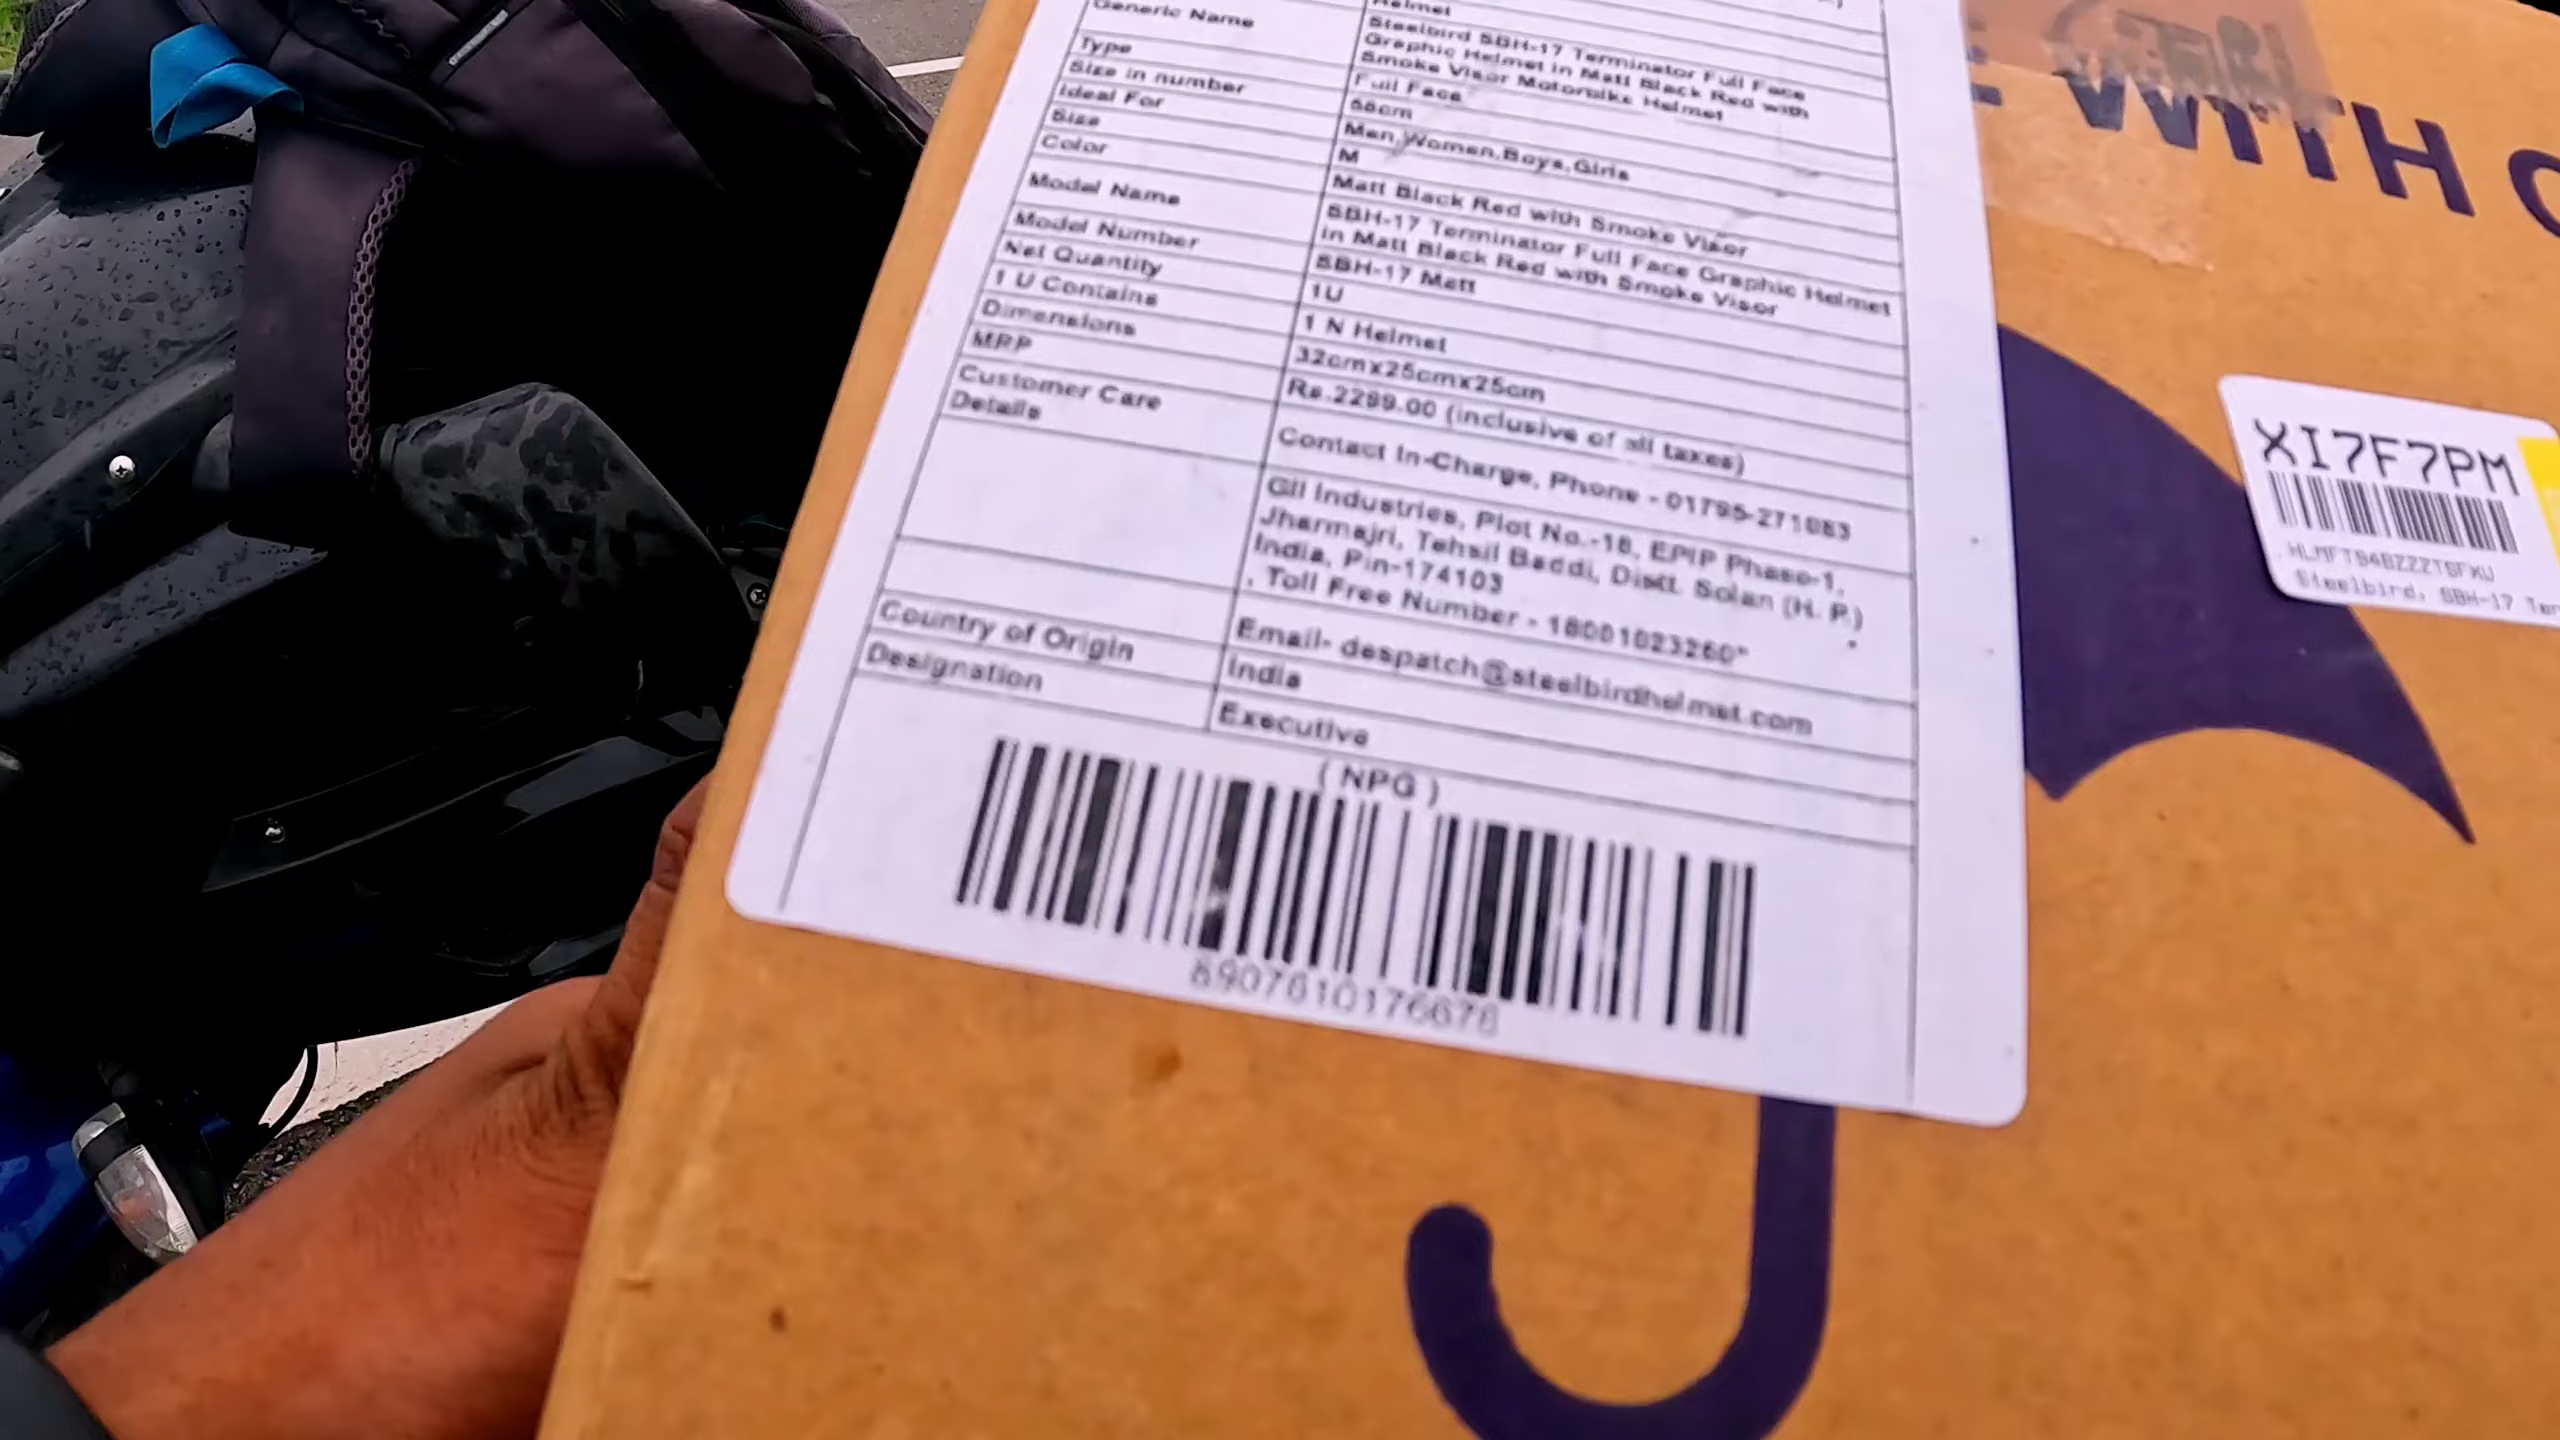 Generic Name
Helmet
Steelbird SBH-17 Terminator Full Face
Graphic Helmet in Matt Black Red with
Smoke Visor Motorbike Helmet
Type
Full Face
Size in number
58cm
Ideal For
Men,Women,Boys,Girls
Size
M
Color
Matt Black Red with Smoke Visor
Model Name
SBH-17 Terminator Full Face Graphic Helmet
in Matt Black Red with Smoke Visor
Model Number
SBH-17 Matt
Net Quantity
1U
1 U Contains
1 N Helmet
Dimensions
32cmx25cmx25cm
MRP
Rs.2299.00 (inclusive of all taxes)
Customer Care
Details
Contact In-Charge, Phone - 01795-271083
Gil Industries, Plot No.-16, EPIP Phase-1,
Jharmajri, Tehsil Baddi, Distt. Solan (H. P.)
India, Pin-174103
. Toll Free Number - 18001023260"
Email- despatch@steelbirdhelmet.com
Country of Origin
India
Designation
Executive
( NPG )
8907610176678
WITH
XI7F7PM
Steelbird, SBH-17 Ter